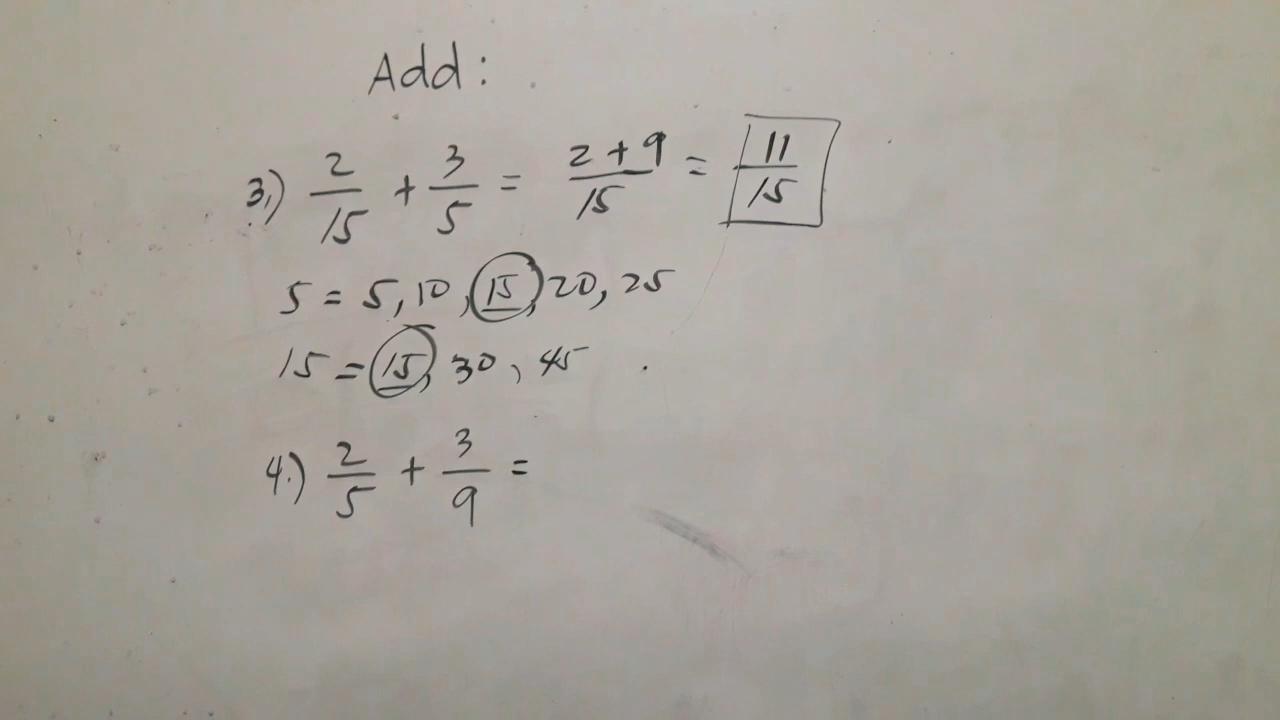 Add:
3.) 2/15 + 3/5 = 2+9/15 = 11/15
5 = 5, 10, 15, 20, 25
15 = 15, 30, 45
4.) 2/5 + 3/9 =